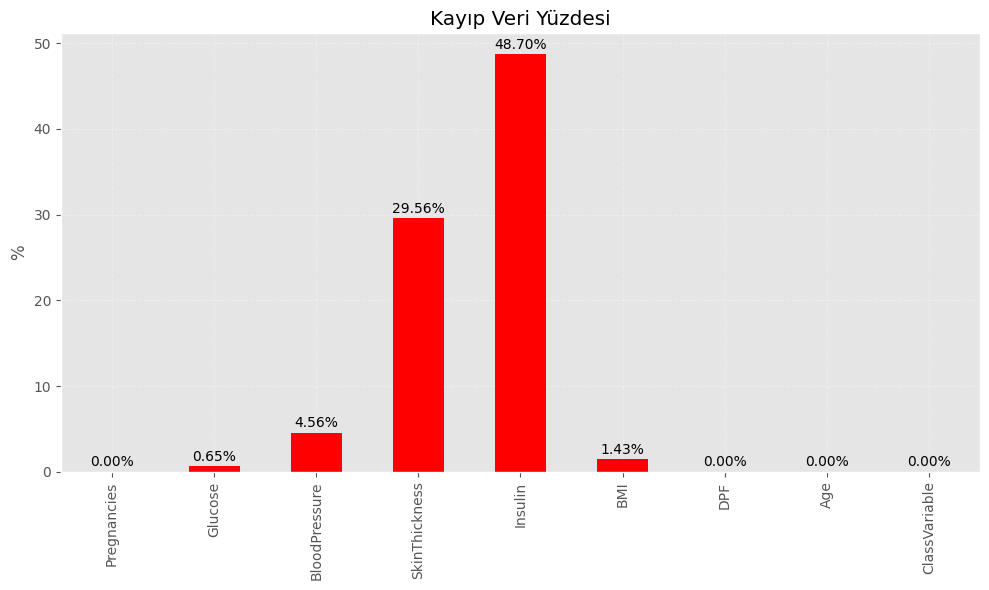 Kayıp Veri Yüzdesi
%
50
40
30
20
10
0
0.00%
0.65%
4.56%
29.56%
48.70%
1.43%
0.00%
0.00%
0.00%
Pregnancies
Glucose
BloodPressure
SkinThickness
Insulin
BMI
DPF
Age
ClassVariable